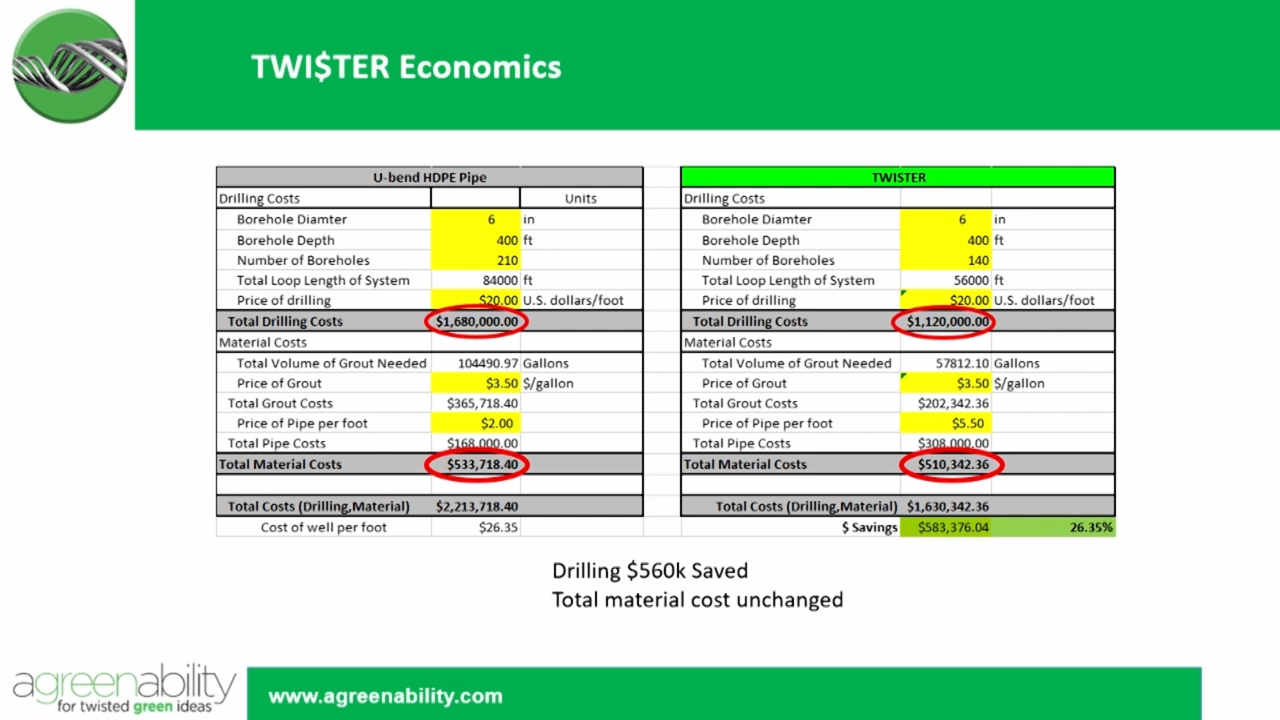 TWI$TER Economics
U-bend HDPE Pipe
Drilling Costs Units
Borehole Diamter 6 in
Borehole Depth 400 ft
Number of Boreholes 210
Total Loop Length of System 84000 ft
Price of drilling $20.00 U.S. dollars/foot
Total Drilling Costs $1,680,000.00
Material Costs
Total Volume of Grout Needed 104490.97 Gallons
Price of Grout $3.50 $/gallon
Total Grout Costs $365,718.40
Price of Pipe per foot $2.00
Total Pipe Costs $168,000.00
Total Material Costs $533,718.40
Total Costs (Drilling,Material) $2,213,718.40
Cost of well per foot $26.35
TWISTER
Drilling Costs
Borehole Diamter 6 in
Borehole Depth 400 ft
Number of Boreholes 140
Total Loop Length of System 56000 ft
Price of drilling $20.00 U.S. dollars/foot
Total Drilling Costs $1,120,000.00
Material Costs
Total Volume of Grout Needed 57812.10 Gallons
Price of Grout $3.50 $/gallon
Total Grout Costs $202,342.36
Price of Pipe per foot $5.50
Total Pipe Costs $308,000.00
Total Material Costs $510,342.36
Total Costs (Drilling,Material) $1,630,342.36
$ Savings $583,376.04 26.35%
Drilling $560k Saved
Total material cost unchanged
agreenability
for twisted green ideas
www.agreenability.com